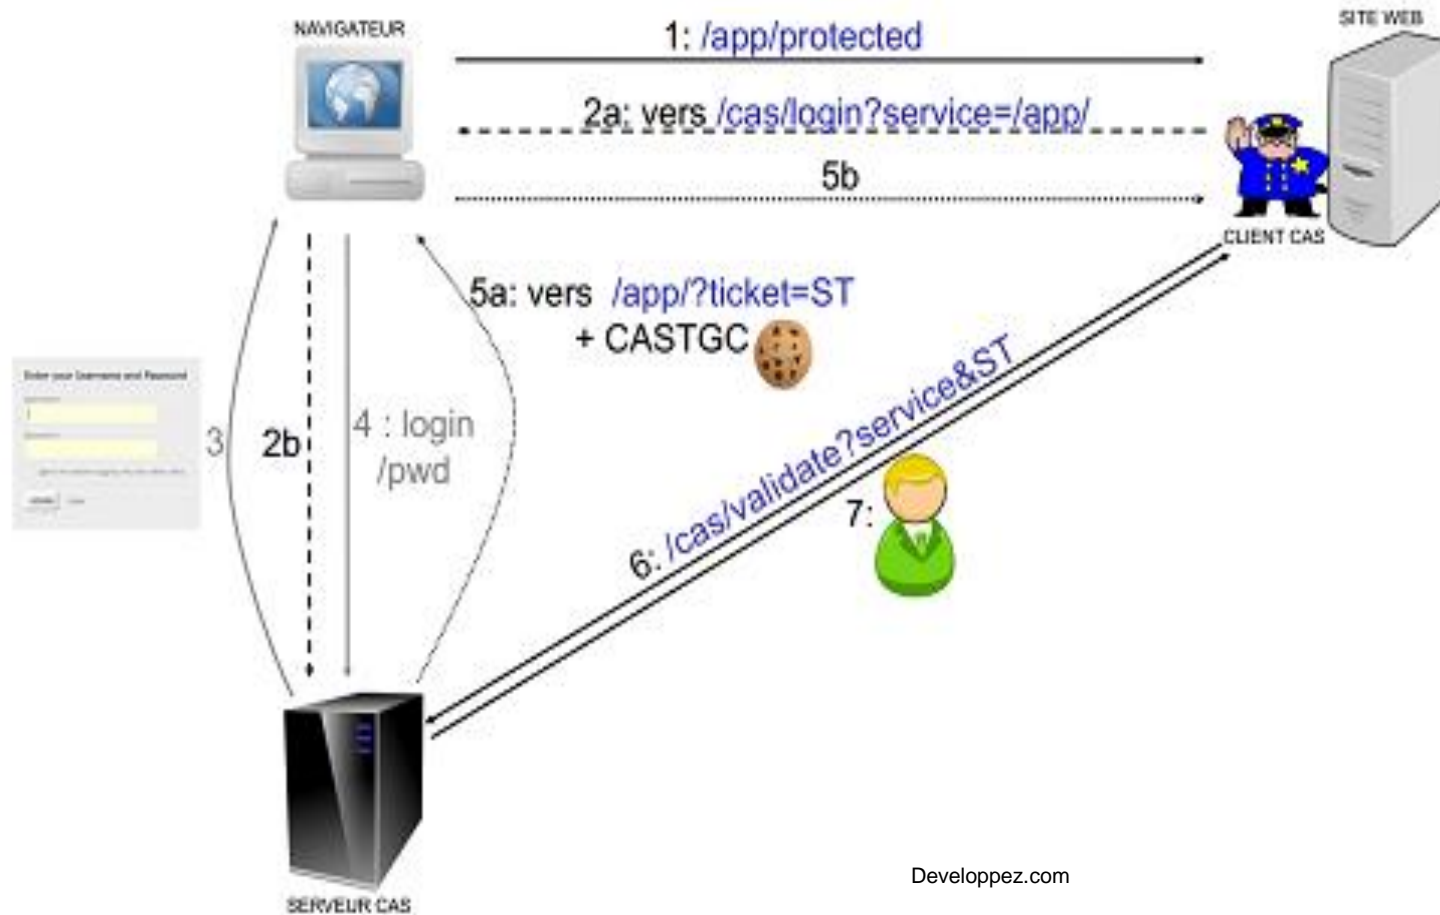 NAVIGATEUR
SITE WEB
1: /app/protected
2a: vers /cas/login?service=/app/
5b
CLIENT CAS
5a: vers /app/?ticket=ST
+ CASTGC
Enter your Username and Password
3
2b
4 : login
/pwd
6: /cas/validate?service&ST
7:
SERVEUR CAS
Developpez.com